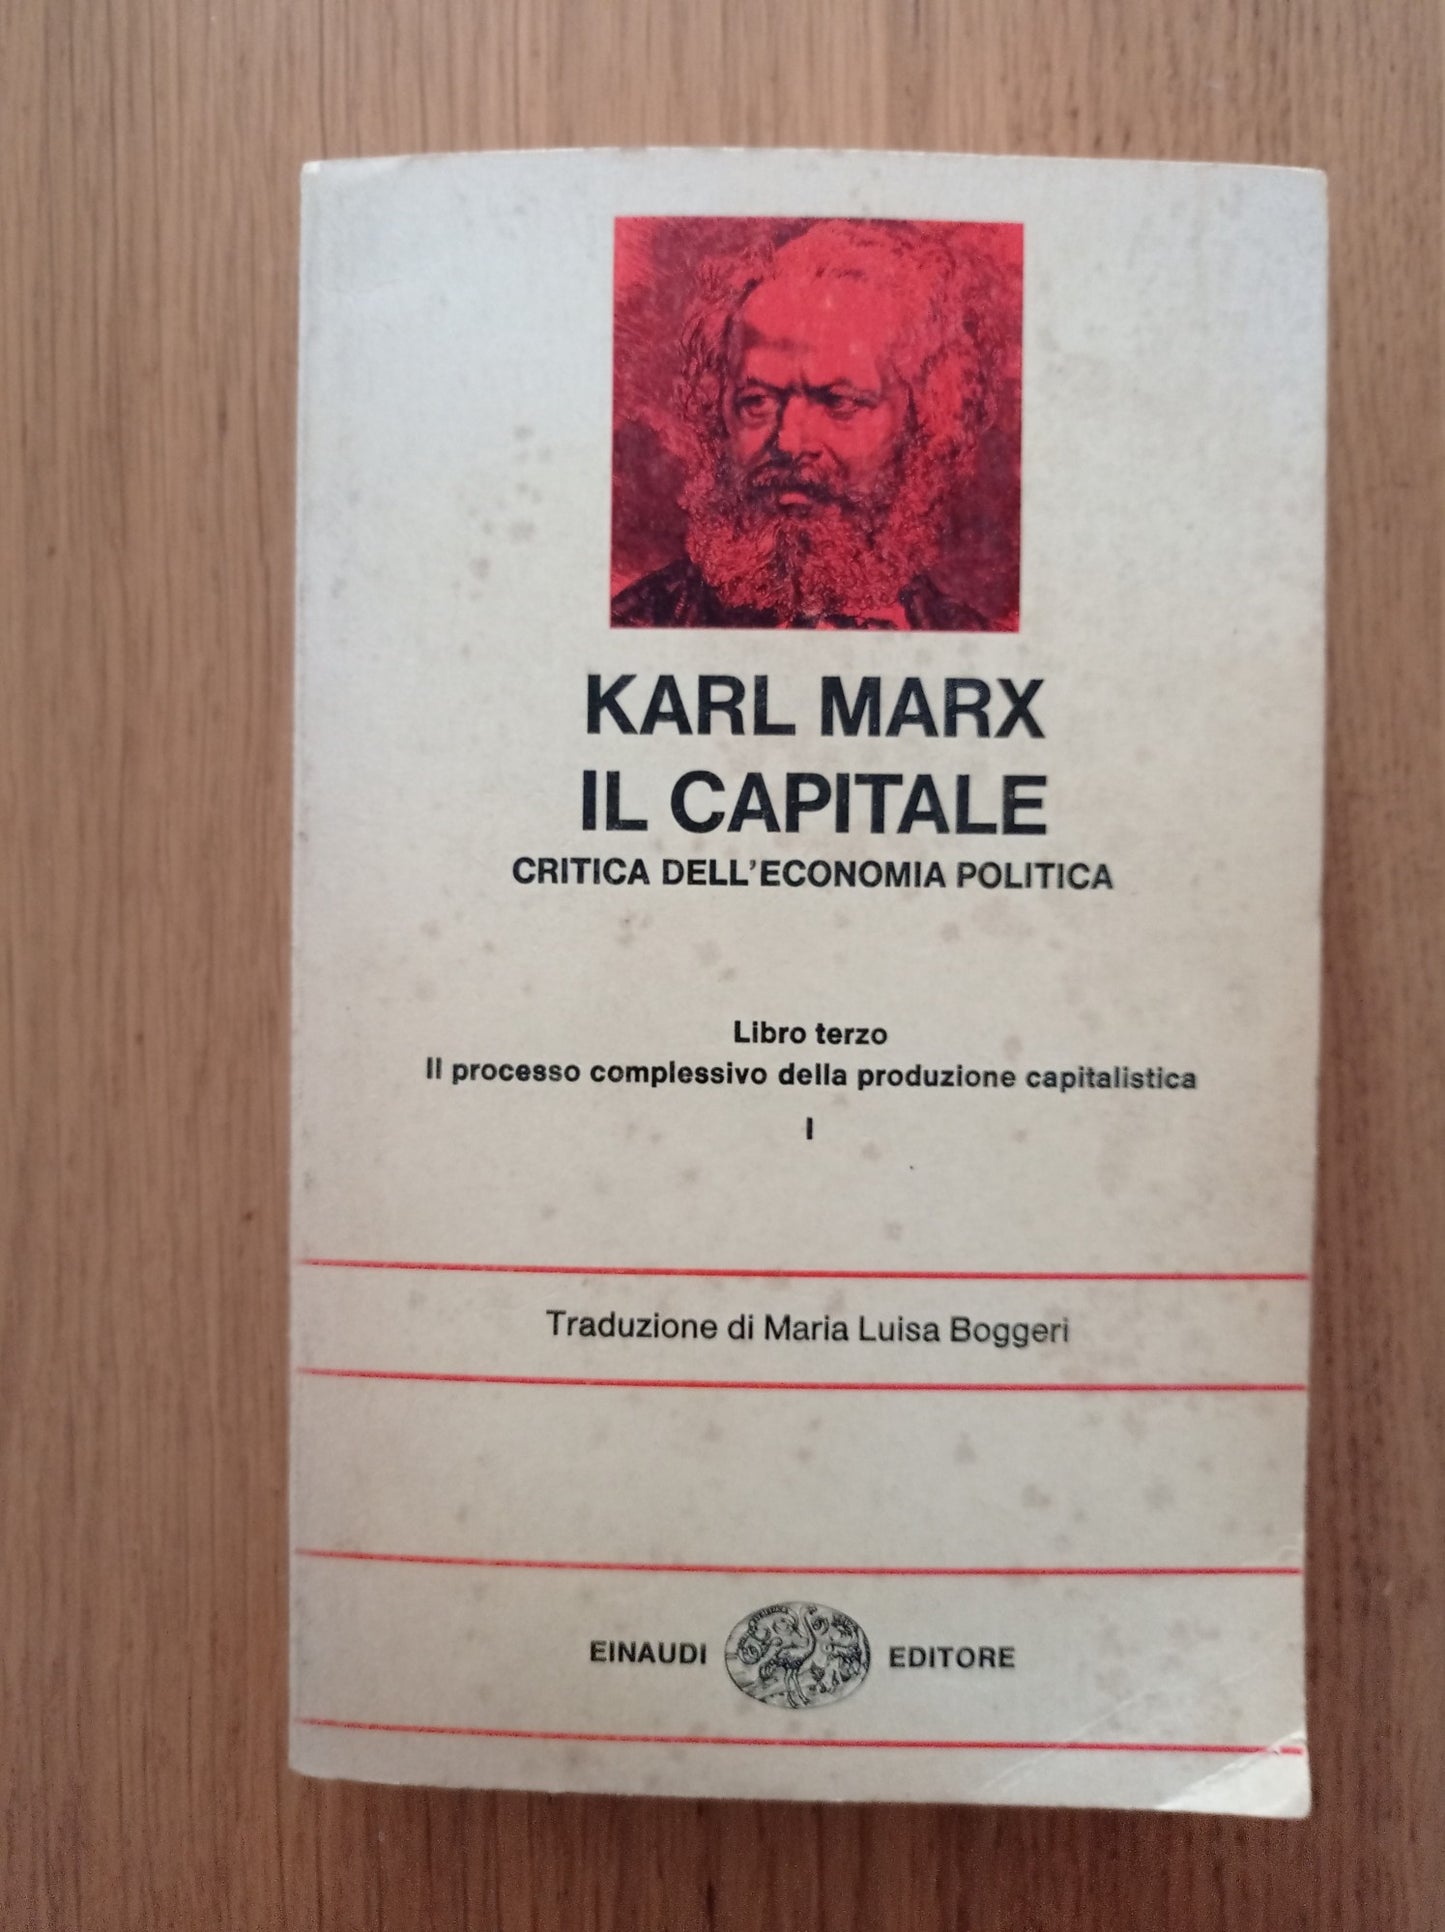 KARL MARX
IL CAPITALE
CRITICA DELL'ECONOMIA POLITICA
Libro terzo
Il processo complessivo della produzione capitalistica
I
Traduzione di Maria Luisa Boggeri
EINAUDI EDITORE